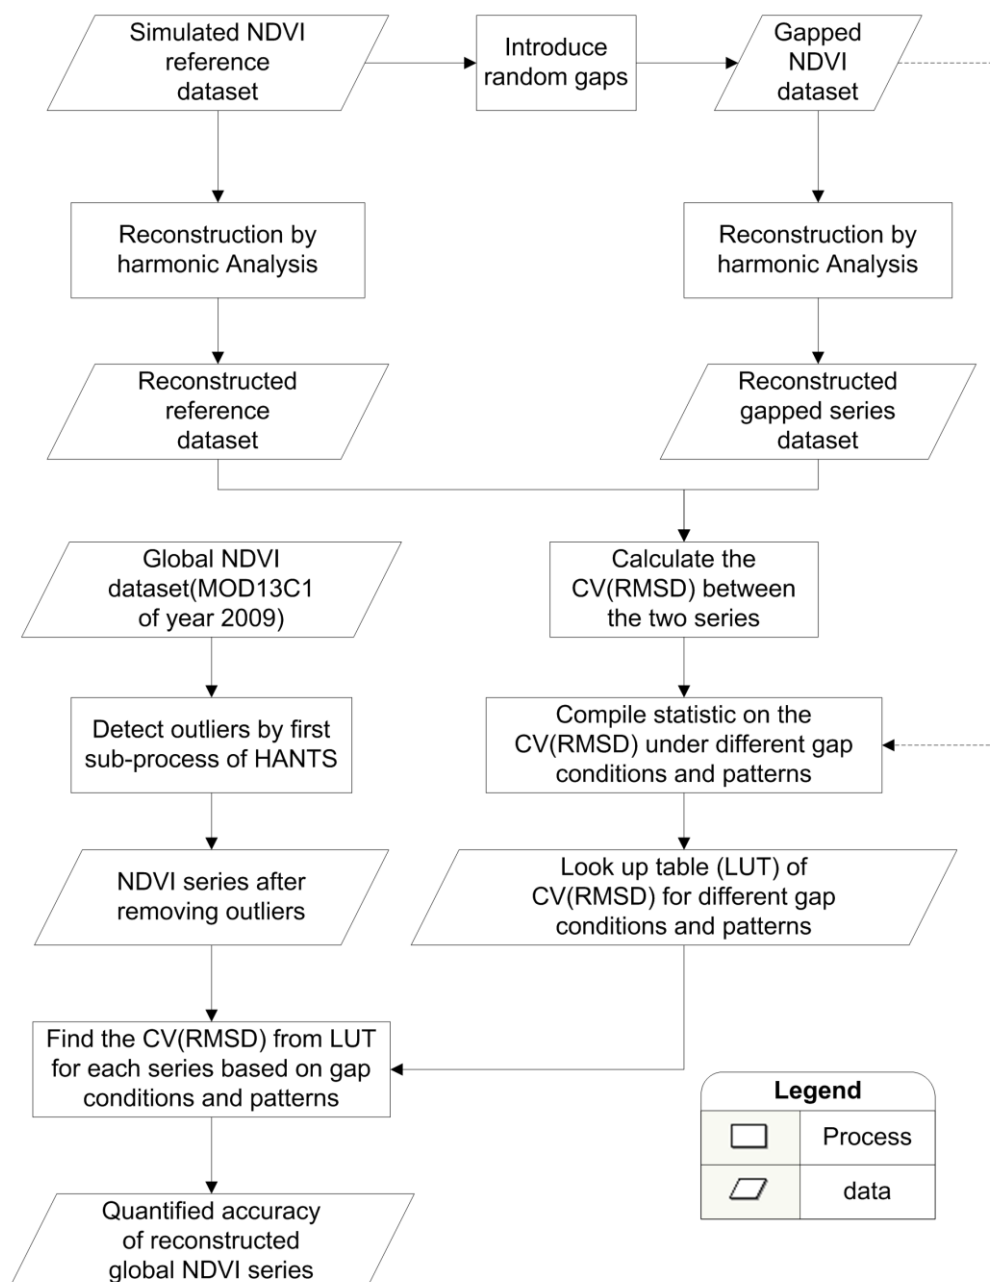 Simulated NDVI
reference
dataset
Introduce
random gaps
Gapped
NDVI
dataset
Reconstruction by
harmonic Analysis
Reconstruction by
harmonic Analysis
Reconstructed
reference
dataset
Reconstructed
gapped series
dataset
Global NDVI
dataset(MOD13C1
of year 2009)
Calculate the
CV(RMSD) between
the two series
Detect outliers by first
sub-process of HANTS
Compile statistic on the
CV(RMSD) under different gap
conditions and patterns
NDVI series after
removing outliers
Look up table (LUT) of
CV(RMSD) for different gap
conditions and patterns
Find the CV(RMSD) from LUT
for each series based on gap
conditions and patterns
Legend
Process
data
Quantified accuracy
of reconstructed
global NDVI series